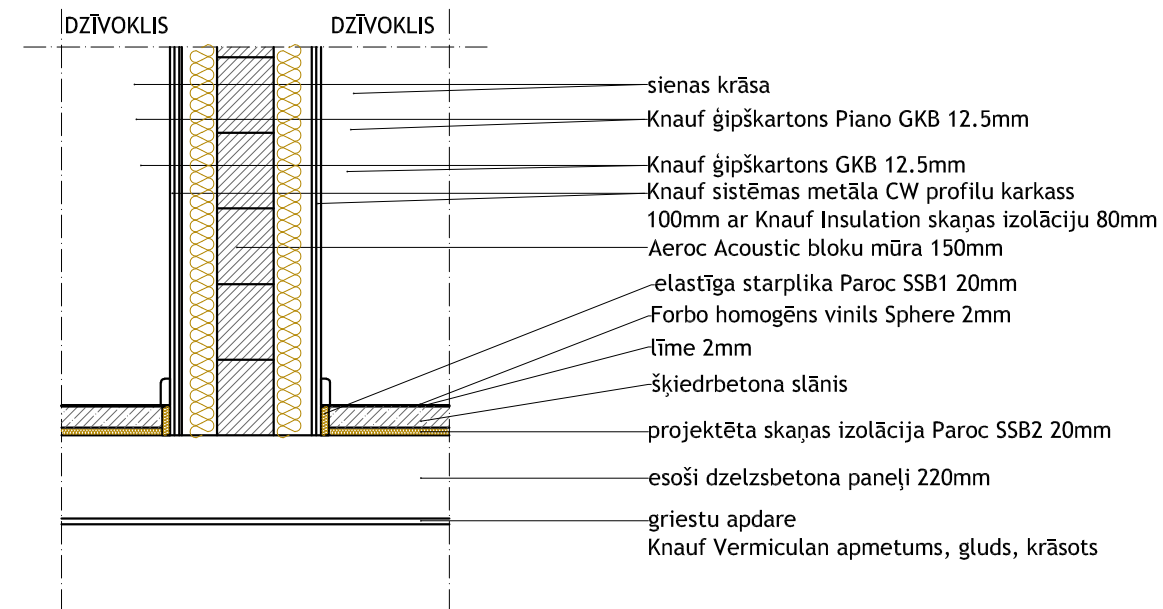 DZĪVOKLIS
DZĪVOKLIS
sienas krāsa
Knauf ģipškartons Piano GKB 12.5mm
Knauf ģipškartons GKB 12.5mm
Knauf sistēmas metāla CW profilu karkass
100mm ar Knauf Insulation skaņas izolāciju 80mm
Aeroc Acoustic bloku mūra 150mm
elastīga starplika Paroc SSB1 20mm
Forbo homogēns vinils Sphere 2mm
līme 2mm
šķiedrbetona slānis
projektēta skaņas izolācija Paroc SSB2 20mm
esoši dzelzsbetona paneļi 220mm
griestu apdare
Knauf Vermiculan apmetums, gluds, krāsots